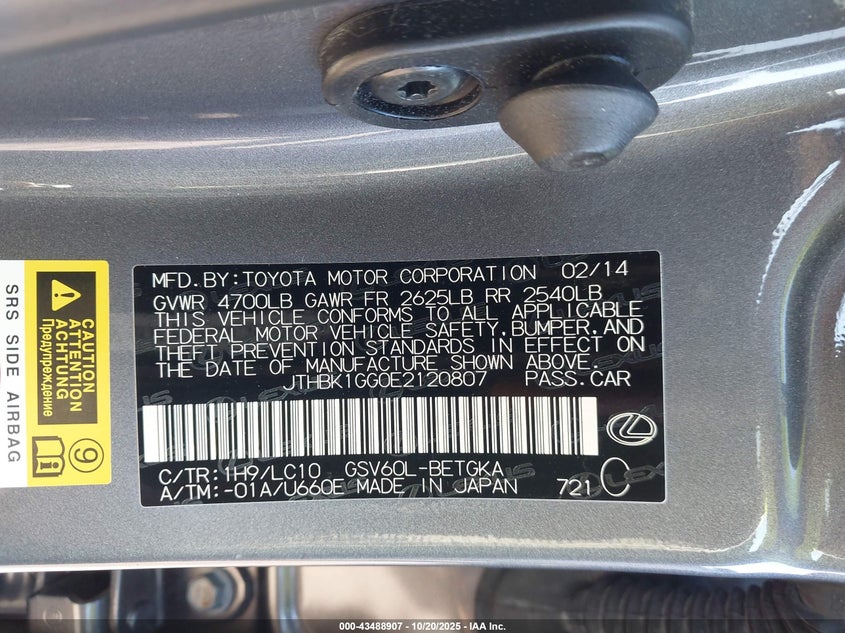 MFD.BY:TOYOTA MOTOR CORPORATION 02/14
GVWR 4700LB GAWR FR 2625LB RR 2540LB
THIS VEHICLE CONFORMS TO ALL APPLICABLE
FEDERAL MOTOR VEHICLE SAFETY, BUMPER, AND
THEFT PREVENTION STANDARDS IN EFFECT ON
THE DATE OF MANUFACTURE SHOWN ABOVE.
JTHBK1GG0E2120807 PASS.CAR
C/TR:1H9/LC10 GSV60L-BETGKA
A/TM:-01A/U660E MADE IN JAPAN 721 C
SRS SIDE AIRBAG
CAUTION
ATTENTION
ACHTUNG
Предупреждение
9
i
LEXUS
000-43488907 | 10/20/2025 - IAA Inc.